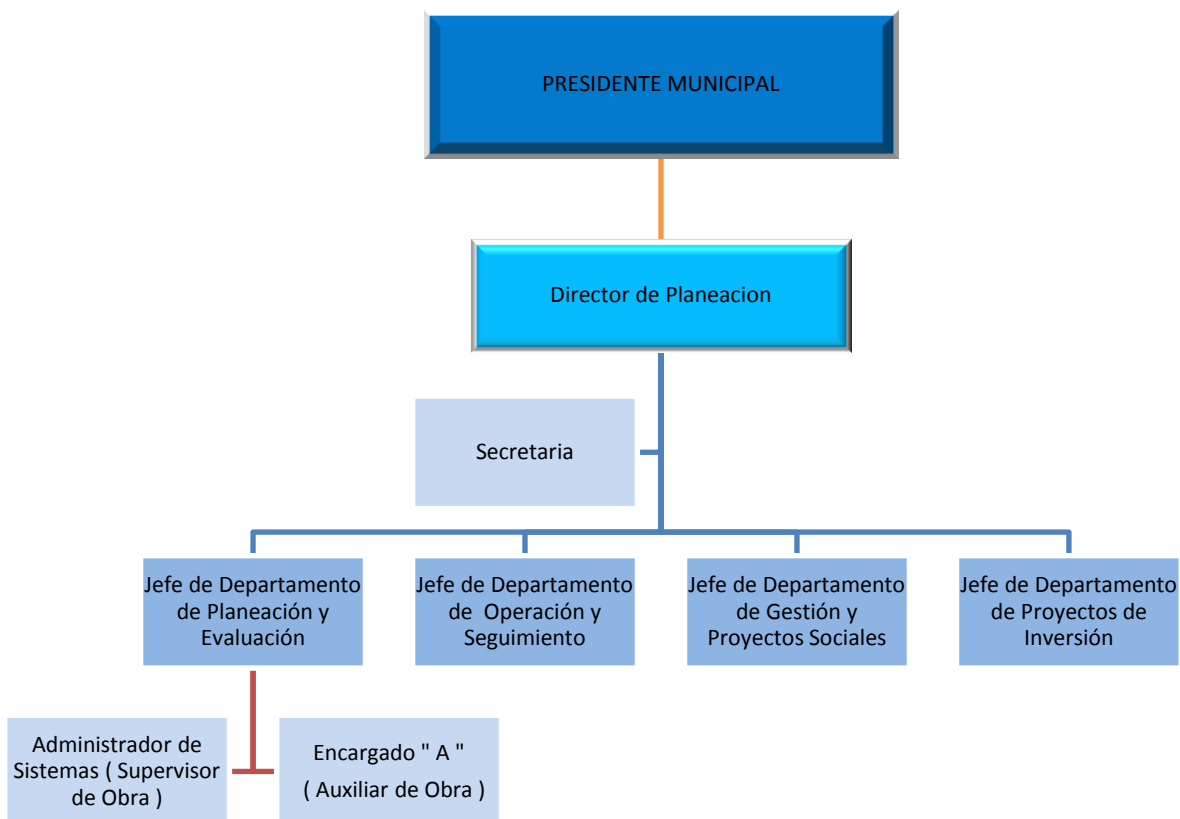 PRESIDENTE MUNICIPAL
Director de Planeacion
Secretaria
Jefe de Departamento
de Planeación y
Evaluación
Jefe de Departamento
de Operación y
Seguimiento
Jefe de Departamento
de Gestión y
Proyectos Sociales
Jefe de Departamento
de Proyectos de
Inversión
Administrador de
Sistemas ( Supervisor
de Obra )
Encargado " A "
( Auxiliar de Obra )